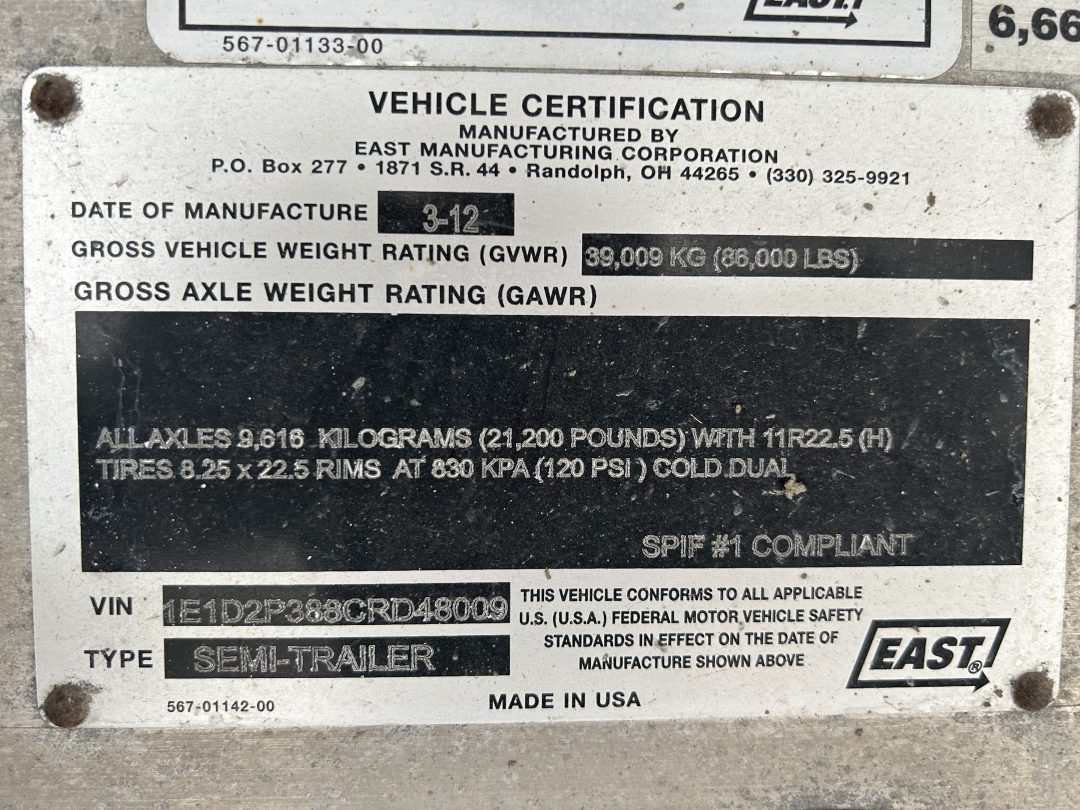 EAST.
567-01133-00
6,66
VEHICLE CERTIFICATION
MANUFACTURED BY
EAST MANUFACTURING CORPORATION
P.O. Box 277 • 1871 S.R. 44 • Randolph, OH 44265 • (330) 325-9921
DATE OF MANUFACTURE 3-12
GROSS VEHICLE WEIGHT RATING (GVWR) 39,009 KG (86,000 LBS)
GROSS AXLE WEIGHT RATING (GAWR)
ALL AXLES 9,616 KILOGRAMS (21,200 POUNDS) WITH 11R22.5 (H)
TIRES 8.25 x 22.5 RIMS AT 830 KPA (120 PSI ) COLD DUAL
SPIF #1 COMPLIANT
VIN 1E1D2P388CRD48009
TYPE SEMI-TRAILER
567-01142-00
THIS VEHICLE CONFORMS TO ALL APPLICABLE
U.S. (U.S.A.) FEDERAL MOTOR VEHICLE SAFETY
STANDARDS IN EFFECT ON THE DATE OF
MANUFACTURE SHOWN ABOVE
MADE IN USA
EAST.®